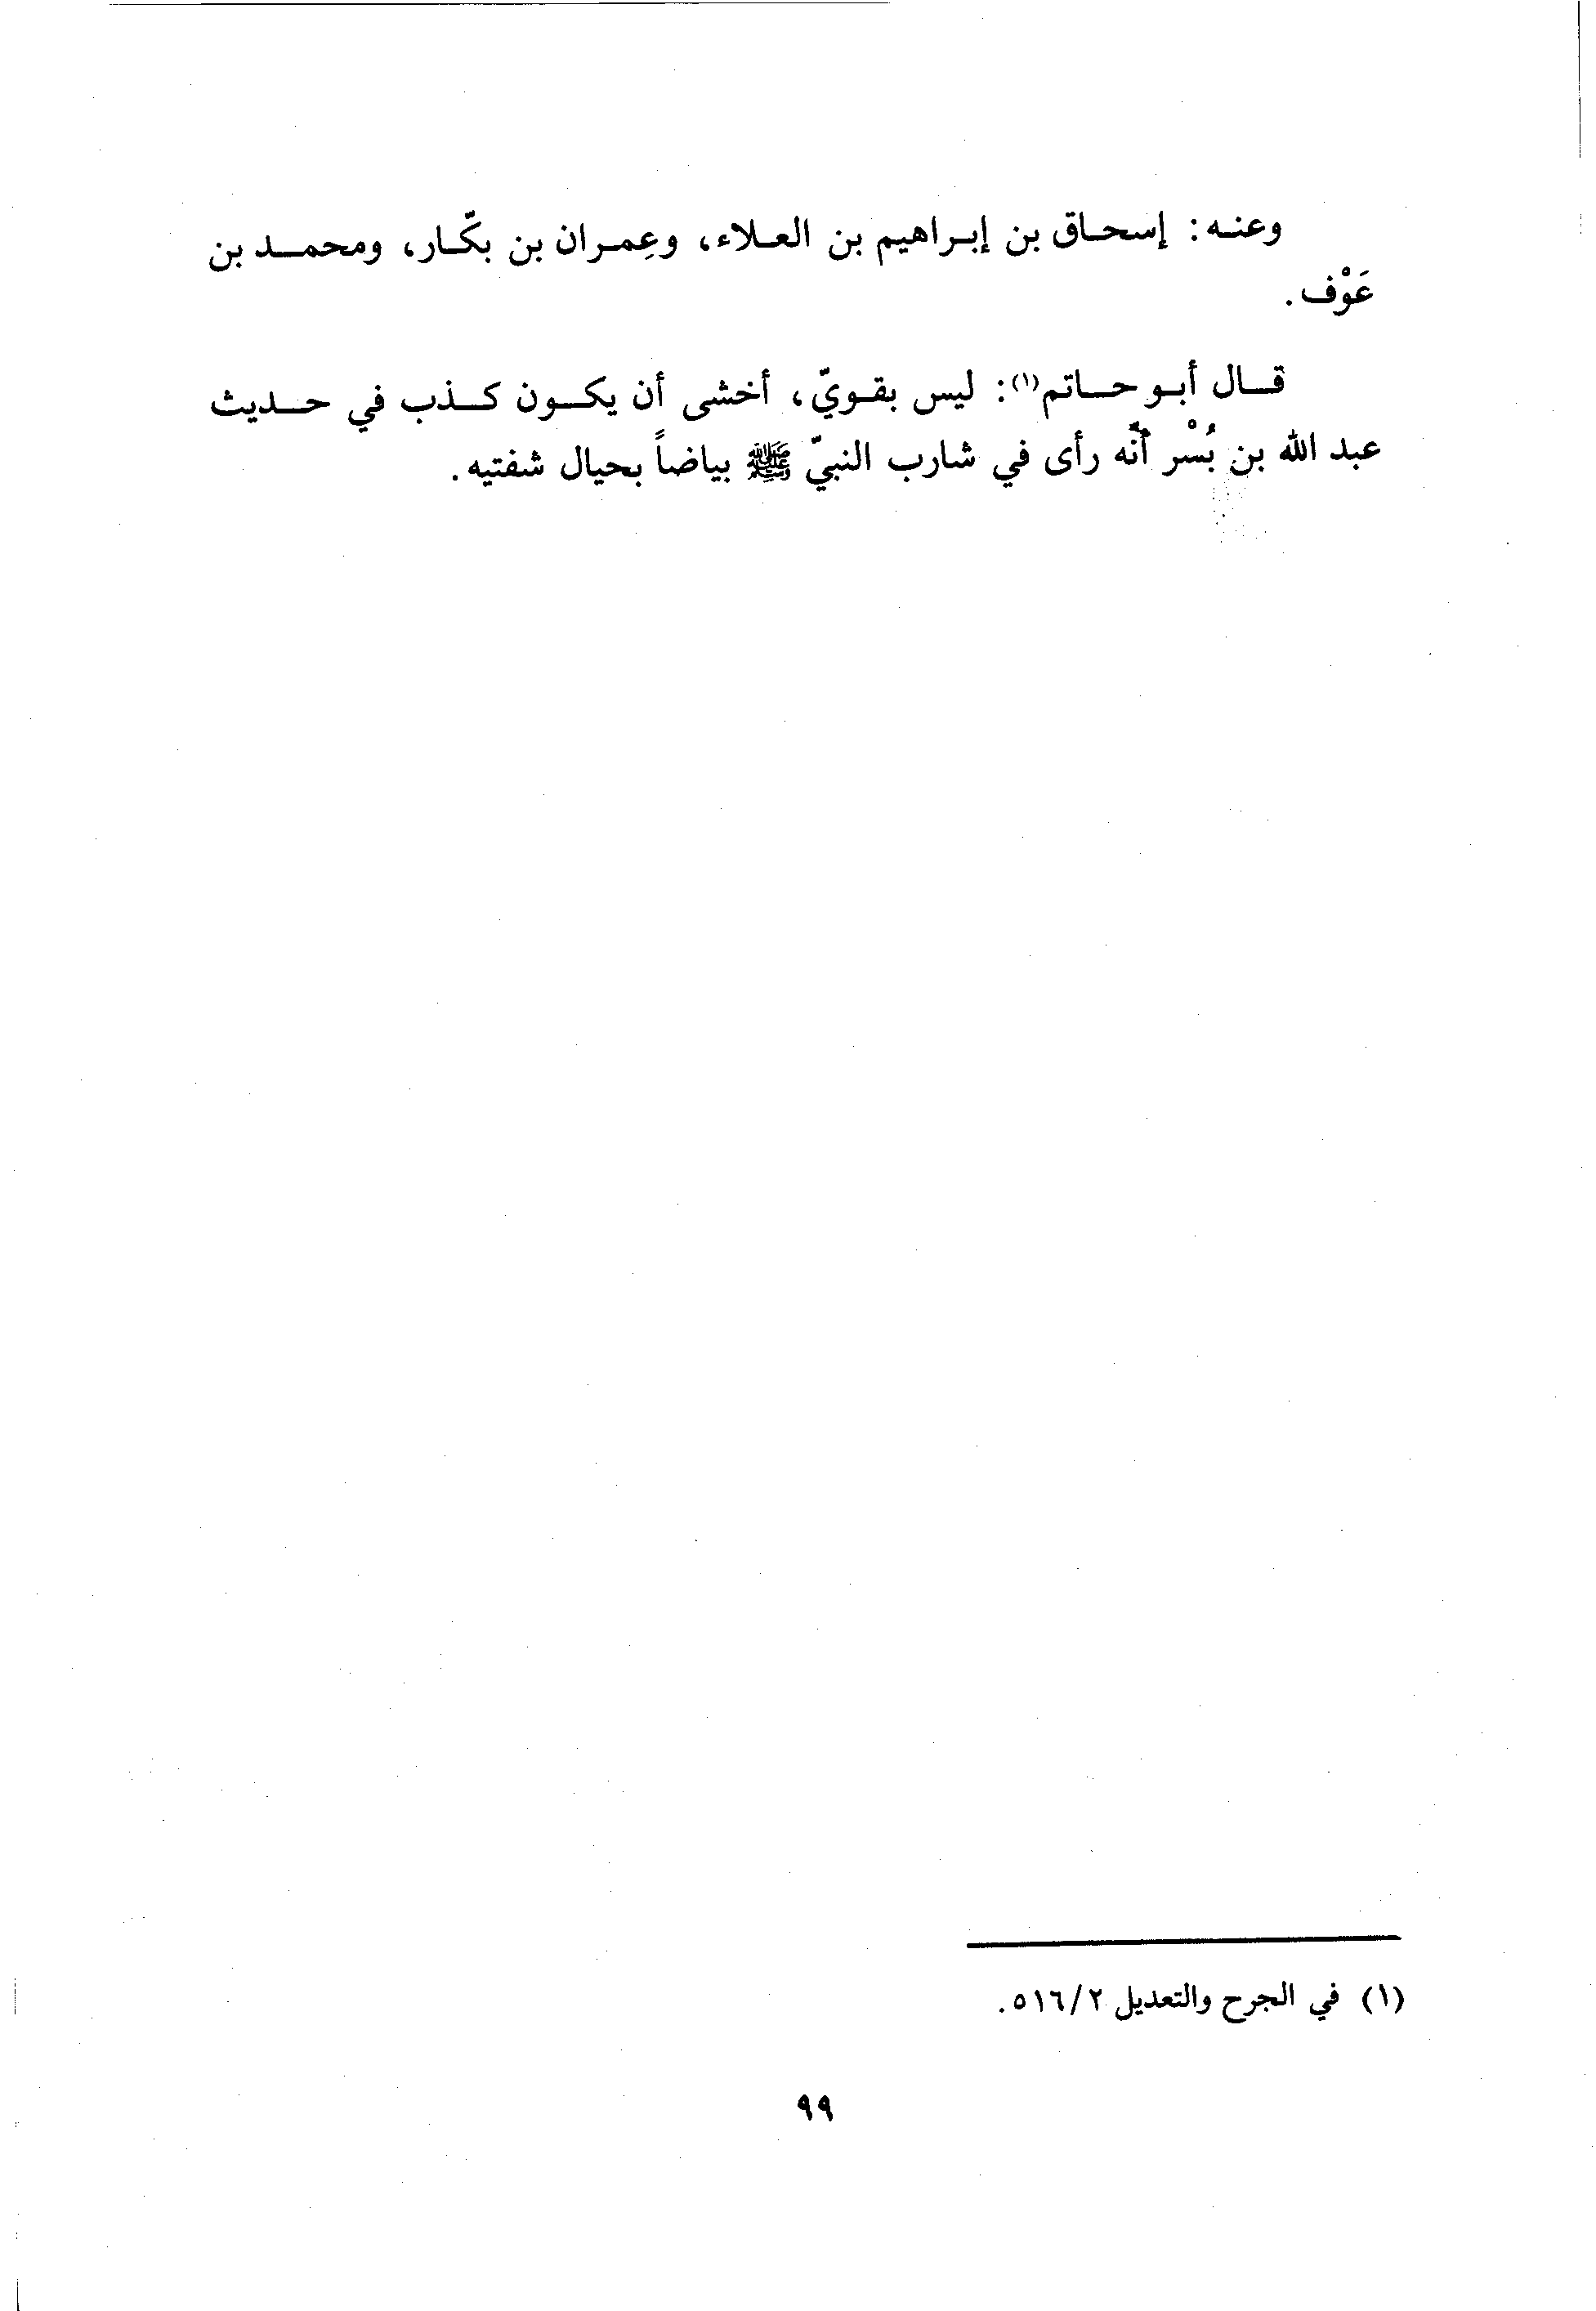 وعنه: إسحاق بن إبراهيم بن العلاء، وعِمران بن بكّار، ومحمد بن
عَوْف.
قال أبو حاتم(١): ليس بقويّ، أخشى أن يكون كذب في حديث
عبد الله بن بُسْر أنّه رأى في شارب النبيّ ﷺ بياضاً بحيال شفتيه.
(١) في الجرح والتعديل ٥١٦/٢.
٩٩